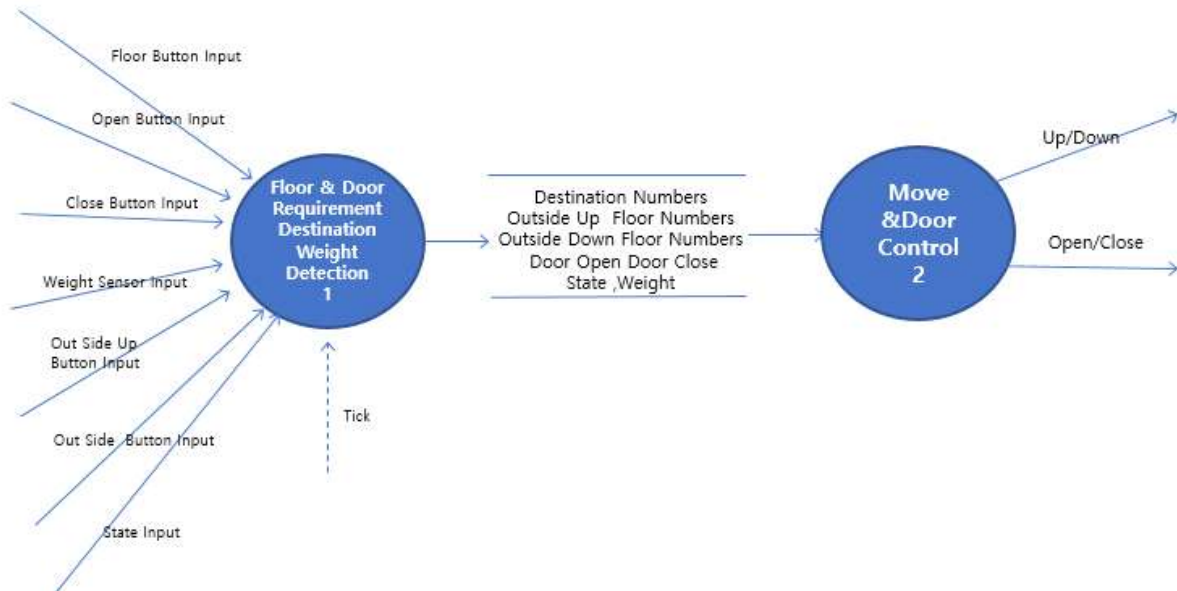 Floor Button Input
Open Button Input
Close Button Input
Weight Sensor Input
Out Side Up
Button Input
Out Side  Button Input
State Input
Floor & Door
Requirement
Destination
Weight
Detection
1
Tick
Destination Numbers
Outside Up  Floor Numbers
Outside Down Floor Numbers
Door Open Door Close
State ,Weight
Move
&Door
Control
2
Up/Down
Open/Close